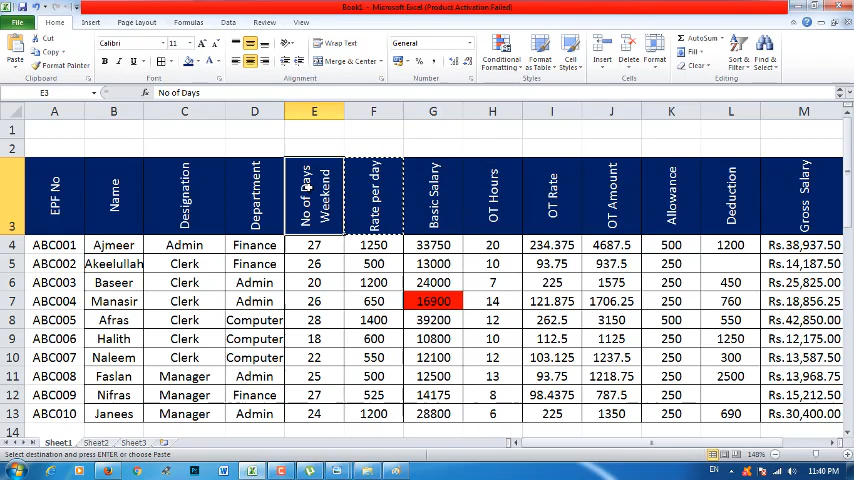 Book1 - Microsoft Excel (Product Activation Failed)
File Home Insert Page Layout Formulas Data Review View
Cut
Copy
Format Painter
Paste
Clipboard
Calibri 11
B I U
Font
Wrap Text
Merge & Center
Alignment
General
Number
Conditional Formatting
Format as Table
Cell Styles
Styles
Insert Delete Format
Cells
AutoSum
Fill
Clear
Sort & Filter
Find & Select
Editing
E3 fx No of Days
A B C D E F G H I J K L M
1
2
3 EPF No Name Designation Department No of Days Weekend Rate per day Basic Salary OT Hours OT Rate OT Amount Allowance Deduction Gross Salary
4 ABC001 Ajmeer Admin Finance 27 1250 33750 20 234.375 4687.5 500 1200 Rs.38,937.50
5 ABC002 Akeelullah Clerk Finance 26 500 13000 10 93.75 937.5 250 Rs.14,187.50
6 ABC003 Baseer Clerk Admin 20 1200 24000 7 225 1575 250 450 Rs.25,825.00
7 ABC004 Manasir Clerk Admin 26 650 16900 14 121.875 1706.25 250 760 Rs.18,856.25
8 ABC005 Afras Clerk Computer 28 1400 39200 12 262.5 3150 500 550 Rs.42,850.00
9 ABC006 Halith Clerk Computer 18 600 10800 10 112.5 1125 250 1250 Rs.12,175.00
10 ABC007 Naleem Clerk Computer 22 550 12100 12 103.125 1237.5 250 300 Rs.13,587.50
11 ABC008 Faslan Manager Admin 25 500 12500 13 93.75 1218.75 250 2500 Rs.13,968.75
12 ABC009 Nifras Manager Finance 27 525 14175 8 98.4375 787.5 250 Rs.15,212.50
13 ABC010 Janees Manager Admin 24 1200 28800 6 225 1350 250 690 Rs.30,400.00
14
Sheet1 Sheet2 Sheet3
Select destination and press ENTER or choose Paste 148%
EN 11:40 PM